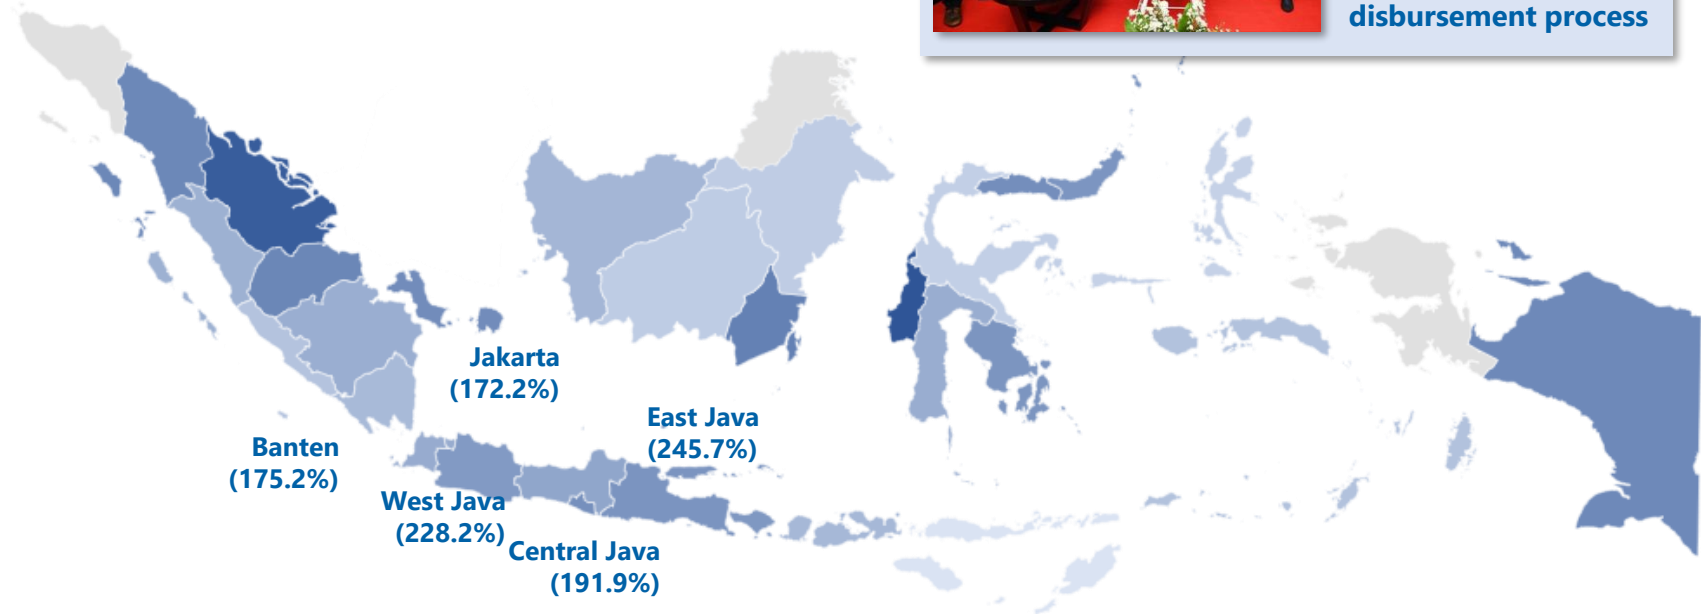 disbursement process
Jakarta
(172.2%)
East Java
(245.7%)
Banten
(175.2%)
West Java
(228.2%)
Central Java
(191.9%)